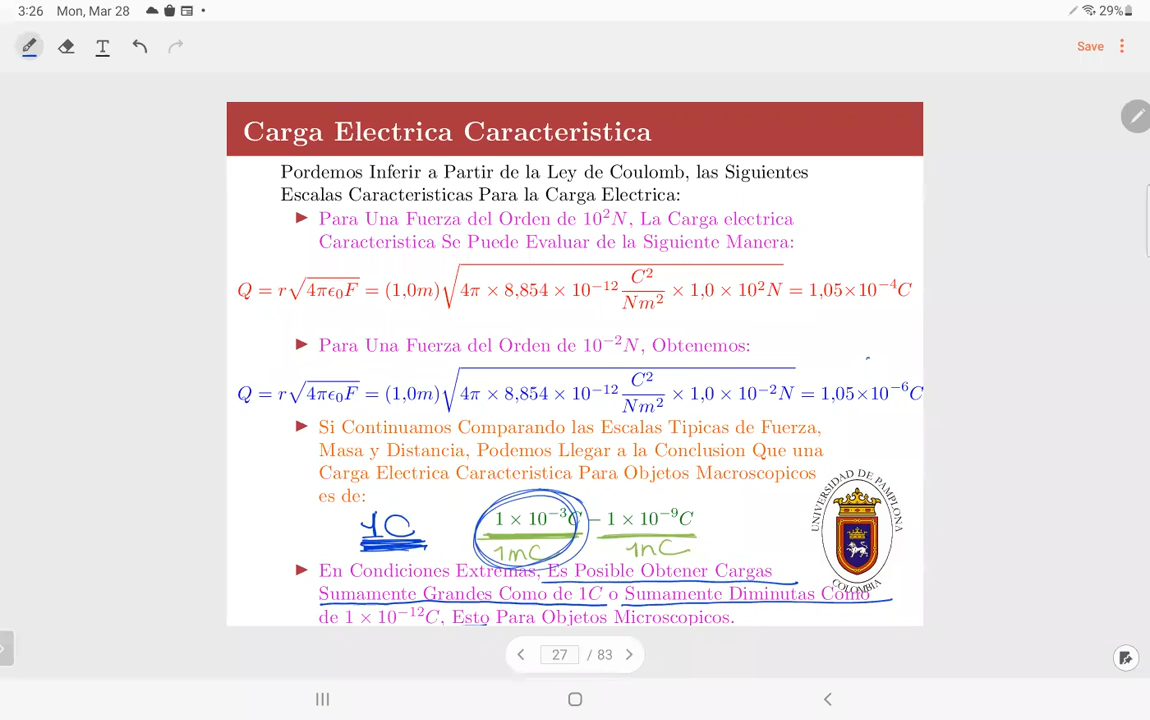 3:26 Mon, Mar 28
29%
T
Save
Carga Electrica Caracteristica
Pordemos Inferir a Partir de la Ley de Coulomb, las Siguientes
Escalas Caracteristicas Para la Carga Electrica:
Para Una Fuerza del Orden de 10²N, La Carga electrica
Caracteristica Se Puede Evaluar de la Siguiente Manera:
Q = r√4πϵ₀F = (1,0m)√4π × 8,854 × 10⁻¹² C²/Nm² × 1,0 × 10²N = 1,05×10⁻⁴C
Para Una Fuerza del Orden de 10⁻²N, Obtenemos:
Q = r√4πϵ₀F = (1,0m)√4π × 8,854 × 10⁻¹² C²/Nm² × 1,0 × 10⁻²N = 1,05×10⁻⁶C
Si Continuamos Comparando las Escalas Tipicas de Fuerza,
Masa y Distancia, Podemos Llegar a la Conclusion Que una
Carga Electrica Caracteristica Para Objetos Macroscopicos
es de:
1C
1 × 10⁻³C − 1 × 10⁻⁹C
1mC 1nC
UNIVERSIDAD DE PAMPLONA
COLOMBIA
En Condiciones Extremas, Es Posible Obtener Cargas
Sumamente Grandes Como de 1C o Sumamente Diminutas Como
de 1 × 10⁻¹²C, Esto Para Objetos Microscopicos.
27 / 83